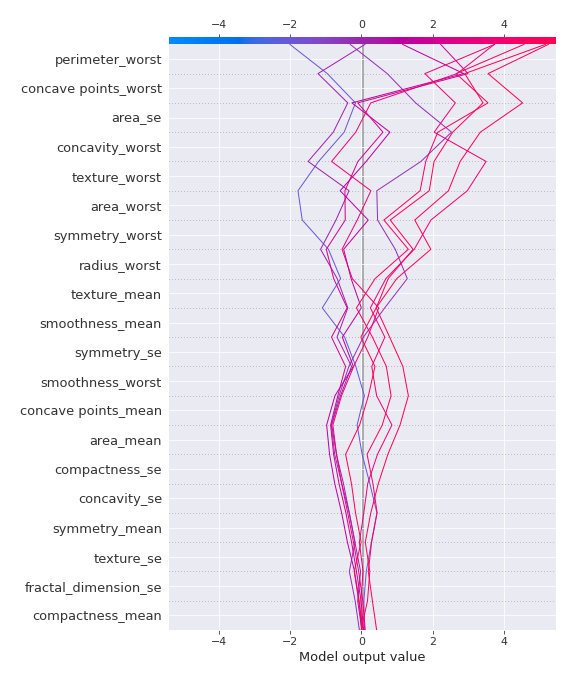 −4 −2 0 2 4
perimeter_worst
concave points_worst
area_se
concavity_worst
texture_worst
area_worst
symmetry_worst
radius_worst
texture_mean
smoothness_mean
symmetry_se
smoothness_worst
concave points_mean
area_mean
compactness_se
concavity_se
symmetry_mean
texture_se
fractal_dimension_se
compactness_mean
−4 −2 0 2 4
Model output value